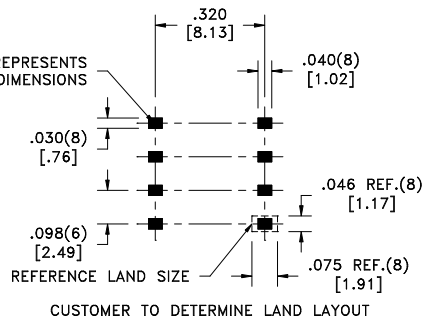 .320
[8.13]
REPRESENTS
DIMENSIONS
.040(8)
[1.02]
.030(8)
[.76]
.046 REF.(8)
[1.17]
.098(6)
[2.49]
.075 REF.(8)
[1.91]
REFERENCE LAND SIZE
CUSTOMER TO DETERMINE LAND LAYOUT